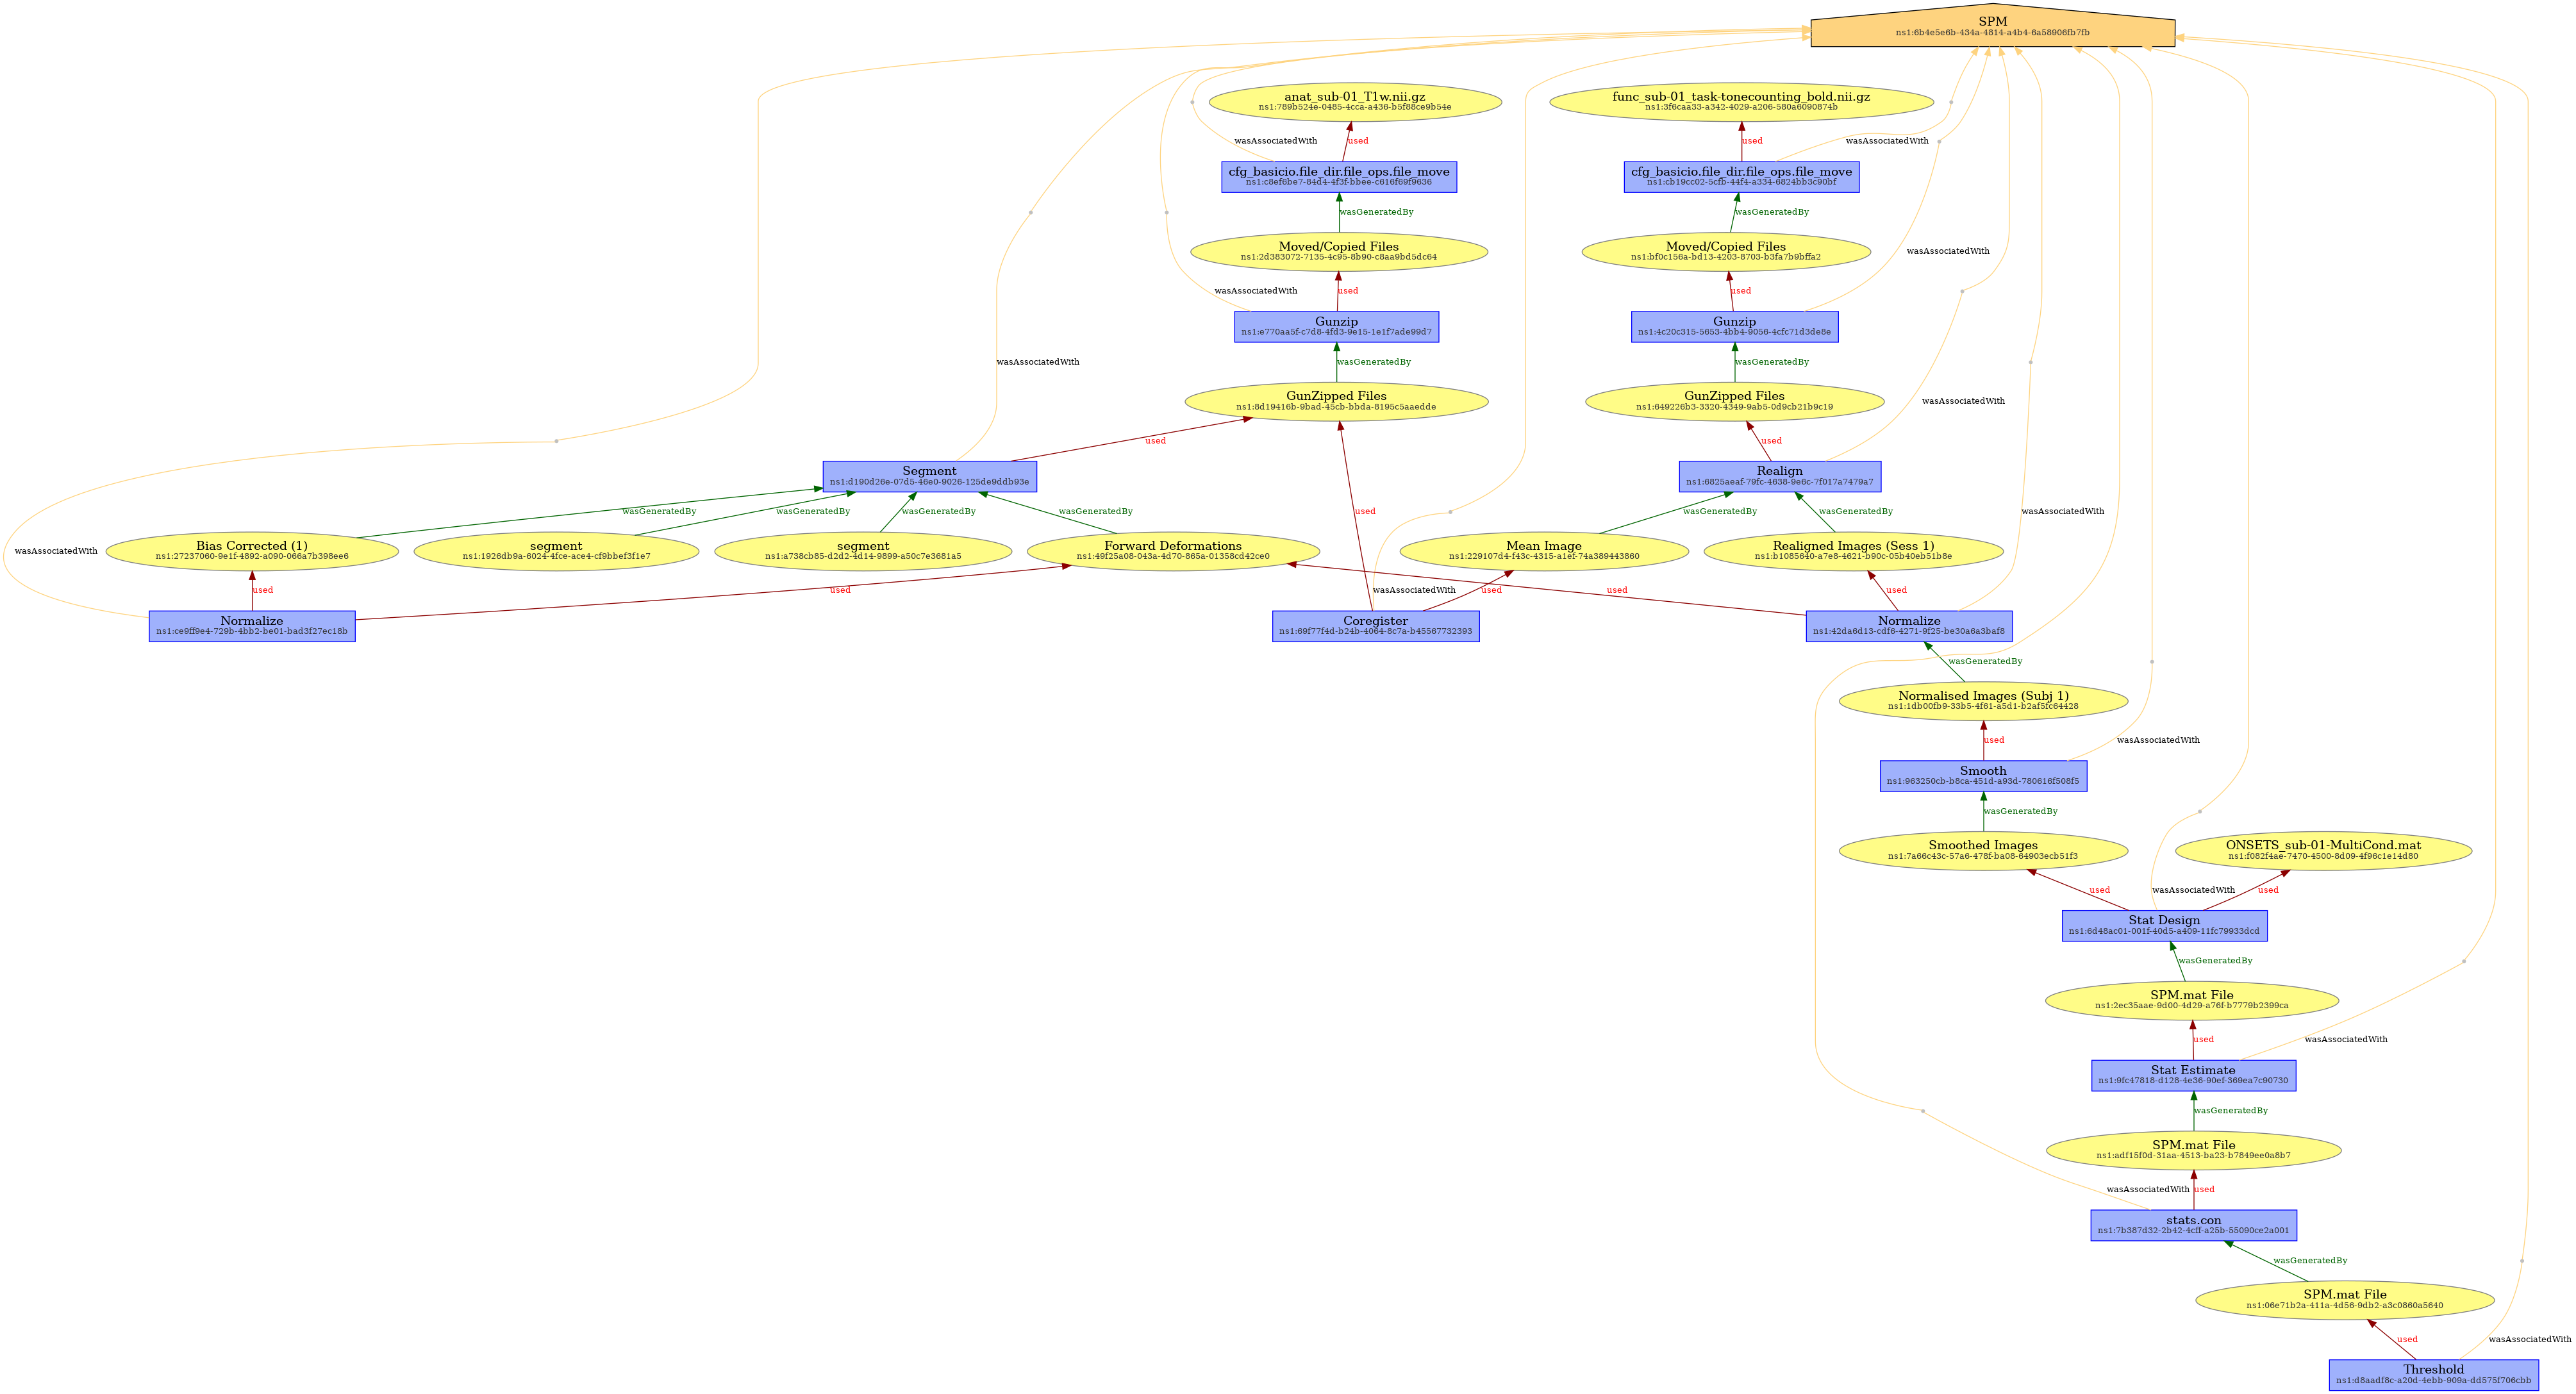 SPM
ns1:6b4e5e6b-434a-4814-a4b4-6a58906fb7fb
anat_sub-01_T1w.nii.gz
ns1:789b524e-0485-4cca-a436-b5f88ce9b54e
func_sub-01_task-tonecounting_bold.nii.gz
ns1:3f6caa33-a342-4029-a206-580a6090874b
wasAssociatedWith
used
used
wasAssociatedWith
cfg_basicio.file_dir.file_ops.file_move
ns1:c8ef6be7-84d4-4f3f-bbee-c616f69f9636
cfg_basicio.file_dir.file_ops.file_move
ns1:cb19cc02-5cfb-44f4-a334-6824bb3c90bf
wasGeneratedBy
wasGeneratedBy
Moved/Copied Files
ns1:2d383072-7135-4c95-8b90-c8aa9bd5dc64
Moved/Copied Files
ns1:bf0c156a-bd13-4203-8703-b3fa7b9bffa2
wasAssociatedWith
wasAssociatedWith
used
used
Gunzip
ns1:e770aa5f-c7d8-4fd3-9e15-1e1f7ade99d7
Gunzip
ns1:4c20c315-5653-4bb4-9056-4cfc71d3de8e
wasAssociatedWith
wasGeneratedBy
wasGeneratedBy
GunZipped Files
ns1:8d19416b-9bad-45cb-bbda-8195c5aaedde
GunZipped Files
ns1:649226b3-3320-4349-9ab5-0d9cb21b9c19
wasAssociatedWith
used
used
Segment
ns1:d190d26e-07d5-46e0-9026-125de9ddb93e
Realign
ns1:6825aeaf-79fc-4638-9e6c-7f017a7479a7
wasGeneratedBy
wasGeneratedBy
wasGeneratedBy
wasGeneratedBy
used
wasGeneratedBy
wasGeneratedBy
wasAssociatedWith
wasAssociatedWith
Bias Corrected (1)
ns1:27237060-9e1f-4892-a090-066a7b398ee6
segment
ns1:1926db9a-6024-4fce-ace4-cf9bbef3f1e7
segment
ns1:a738cb85-d2d2-4d14-9899-a50c7e3681a5
Forward Deformations
ns1:49f25a08-043a-4d70-865a-01358cd42ce0
Mean Image
ns1:229107d4-f43c-4315-a1ef-74a389443860
Realigned Images (Sess 1)
ns1:b1085640-a7e8-4621-b90c-05b40eb51b8e
used
used
wasAssociatedWith
used
used
used
Normalize
ns1:ce9ff9e4-729b-4bb2-be01-bad3f27ec18b
Coregister
ns1:69f77f4d-b24b-4064-8c7a-b45567732393
Normalize
ns1:42da6d13-cdf6-4271-9f25-be30a6a3baf8
wasGeneratedBy
Normalised Images (Subj 1)
ns1:1db00fb9-33b5-4f61-a5d1-b2af5fc64428
used
wasAssociatedWith
Smooth
ns1:963250cb-b8ca-451d-a93d-780616f508f5
wasGeneratedBy
Smoothed Images
ns1:7a66c43c-57a6-478f-ba08-64903ecb51f3
ONSETS_sub-01-MultiCond.mat
ns1:f082f4ae-7470-4500-8d09-4f96c1e14d80
used
wasAssociatedWith
used
Stat Design
ns1:6d48ac01-001f-40d5-a409-11fc79933dcd
wasGeneratedBy
SPM.mat File
ns1:2ec35aae-9d00-4d29-a76f-b7779b2399ca
used
wasAssociatedWith
Stat Estimate
ns1:9fc47818-d128-4e36-90ef-369ea7c90730
wasGeneratedBy
SPM.mat File
ns1:adf15f0d-31aa-4513-ba23-b7849ee0a8b7
wasAssociatedWith
used
stats.con
ns1:7b387d32-2b42-4cff-a25b-55090ce2a001
wasGeneratedBy
SPM.mat File
ns1:06e71b2a-411a-4d56-9db2-a3c0860a5640
used
wasAssociatedWith
Threshold
ns1:d8aadf8c-a20d-4ebb-909a-dd575f706cbb